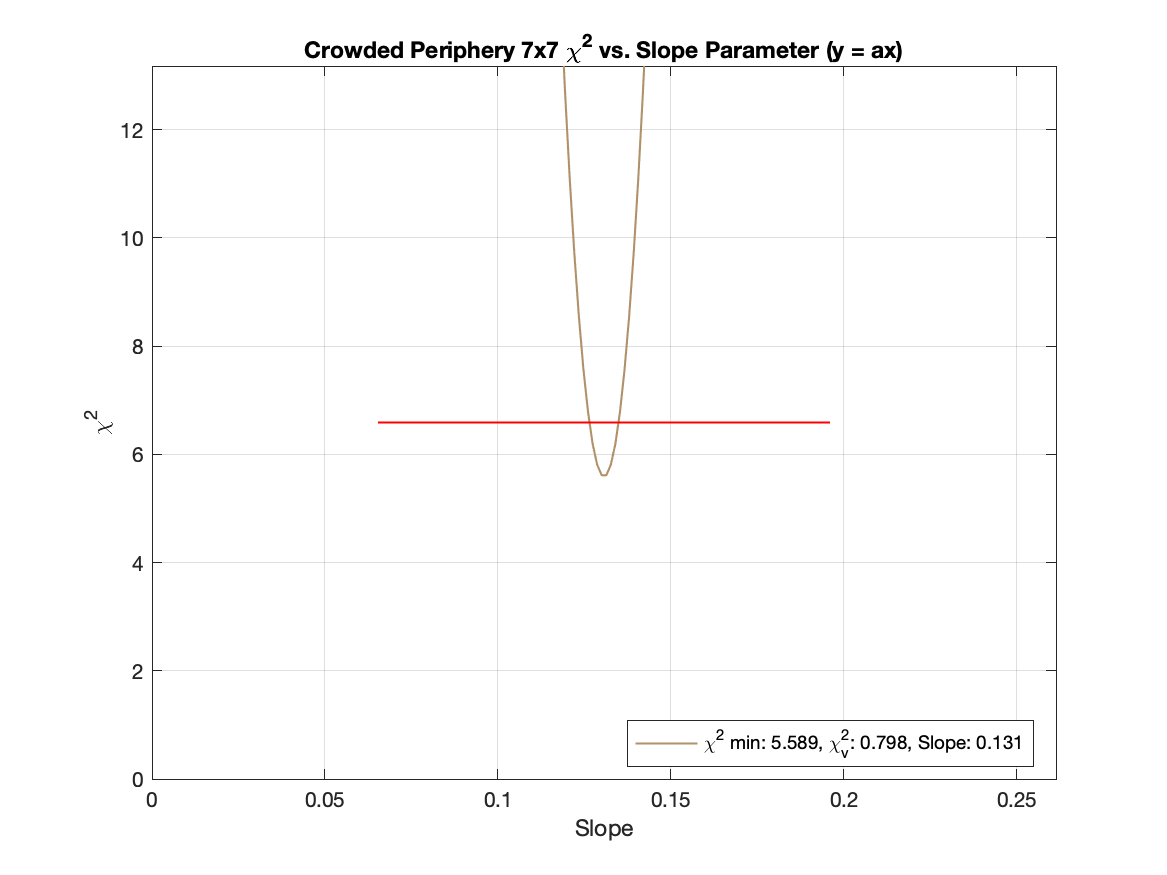 Crowded Periphery 7x7 χ² vs. Slope Parameter (y = ax)
χ²
12
10
8
6
4
2
0
0 0.05 0.1 0.15 0.2 0.25
Slope
χ² min: 5.589, χ²ᵥ: 0.798, Slope: 0.131